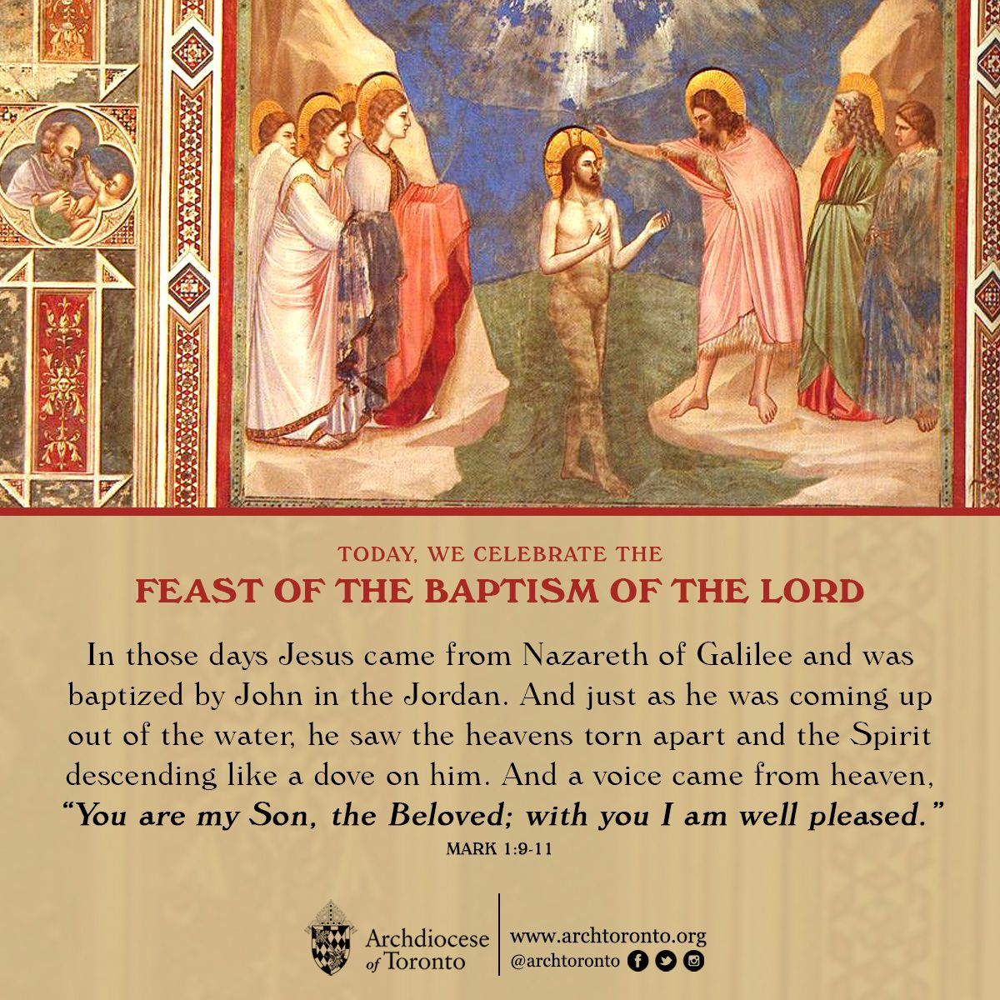 TODAY, WE CELEBRATE THE
FEAST OF THE BAPTISM OF THE LORD
In those days Jesus came from Nazareth of Galilee and was
baptized by John in the Jordan. And just as he was coming up
out of the water, he saw the heavens torn apart and the Spirit
descending like a dove on him. And a voice came from heaven,
“You are my Son, the Beloved; with you I am well pleased.”
MARK 1:9-11
Archdiocese
of Toronto
www.archtoronto.org
@archtoronto